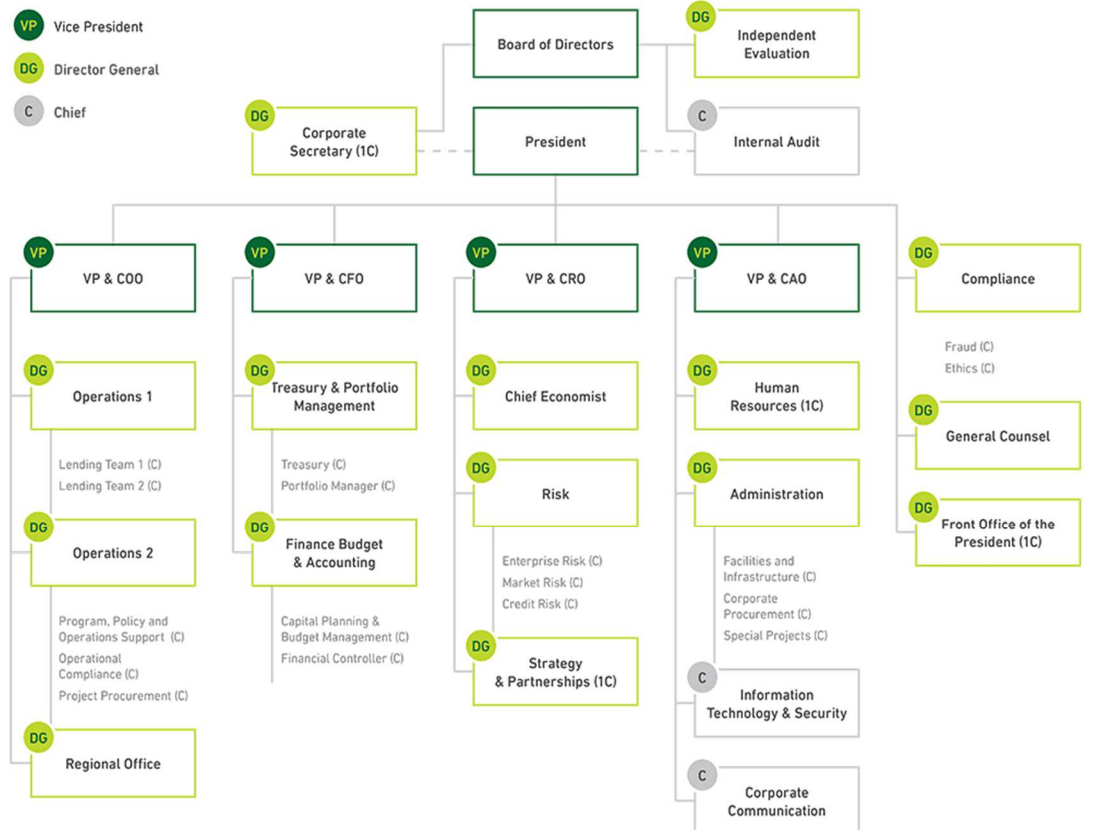 VP Vice President
DG Director General
C Chief
Board of Directors
DG
Independent
Evaluation
DG
Corporate
Secretary (1C)
President
C
Internal Audit
VP
VP & COO
VP
VP & CFO
VP
VP & CRO
VP
VP & CAO
DG
Compliance
Fraud (C)
Ethics (C)
DG
Operations 1
Lending Team 1 (C)
Lending Team 2 (C)
DG
Operations 2
Program, Policy and
Operations Support (C)
Operational
Compliance (C)
Project Procurement (C)
DG
Regional Office
DG
Treasury & Portfolio
Management
Treasury (C)
Portfolio Manager (C)
DG
Finance Budget
& Accounting
Capital Planning &
Budget Management (C)
Financial Controller (C)
DG
Chief Economist
DG
Risk
Enterprise Risk (C)
Market Risk (C)
Credit Risk (C)
DG
Strategy
& Partnerships (1C)
DG
Human
Resources (1C)
DG
Administration
Facilities and
Infrastructure (C)
Corporate
Procurement (C)
Special Projects (C)
C
Information
Technology & Security
C
Corporate
Communication
DG
General Counsel
DG
Front Office of the
President (1C)